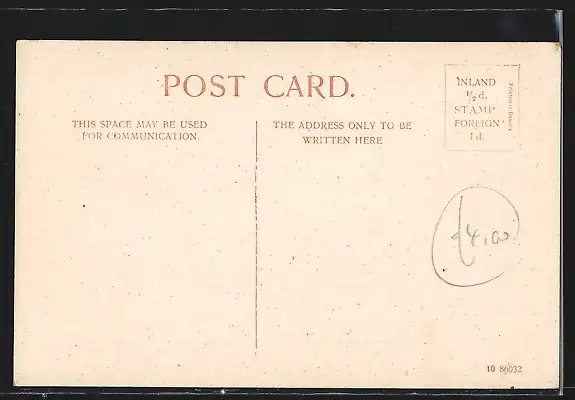 POST CARD.
THIS SPACE MAY BE USED
FOR COMMUNICATION.
THE ADDRESS ONLY TO BE
WRITTEN HERE
INLAND
½d.
STAMP
FOREIGN
1d.
4,00
10 86032